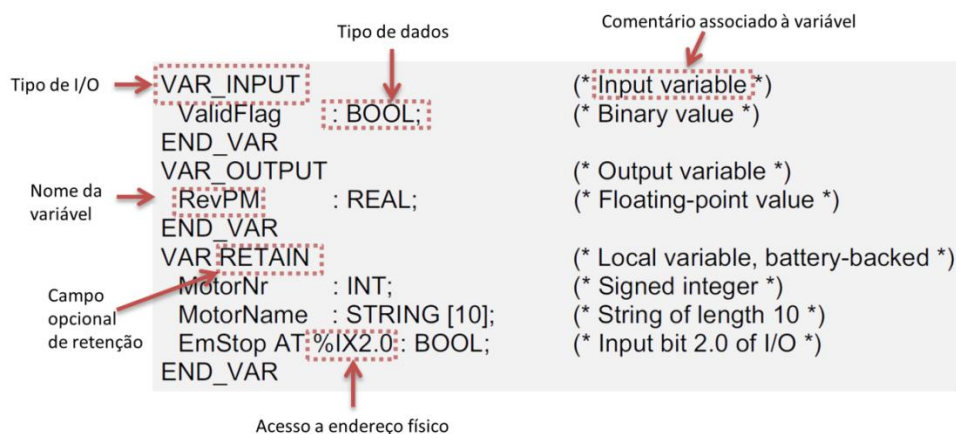 Comentário associado à variável
Tipo de dados
Tipo de I/O
VAR_INPUT (* Input variable *)
ValidFlag : BOOL; (* Binary value *)
END_VAR
VAR_OUTPUT (* Output variable *)
Nome da variável
RevPM : REAL; (* Floating-point value *)
END_VAR
VAR RETAIN (* Local variable, battery-backed *)
Campo opcional de retenção
MotorNr : INT; (* Signed integer *)
MotorName : STRING [10]; (* String of length 10 *)
EmStop AT %IX2.0 : BOOL; (* Input bit 2.0 of I/O *)
END_VAR
Acesso a endereço físico